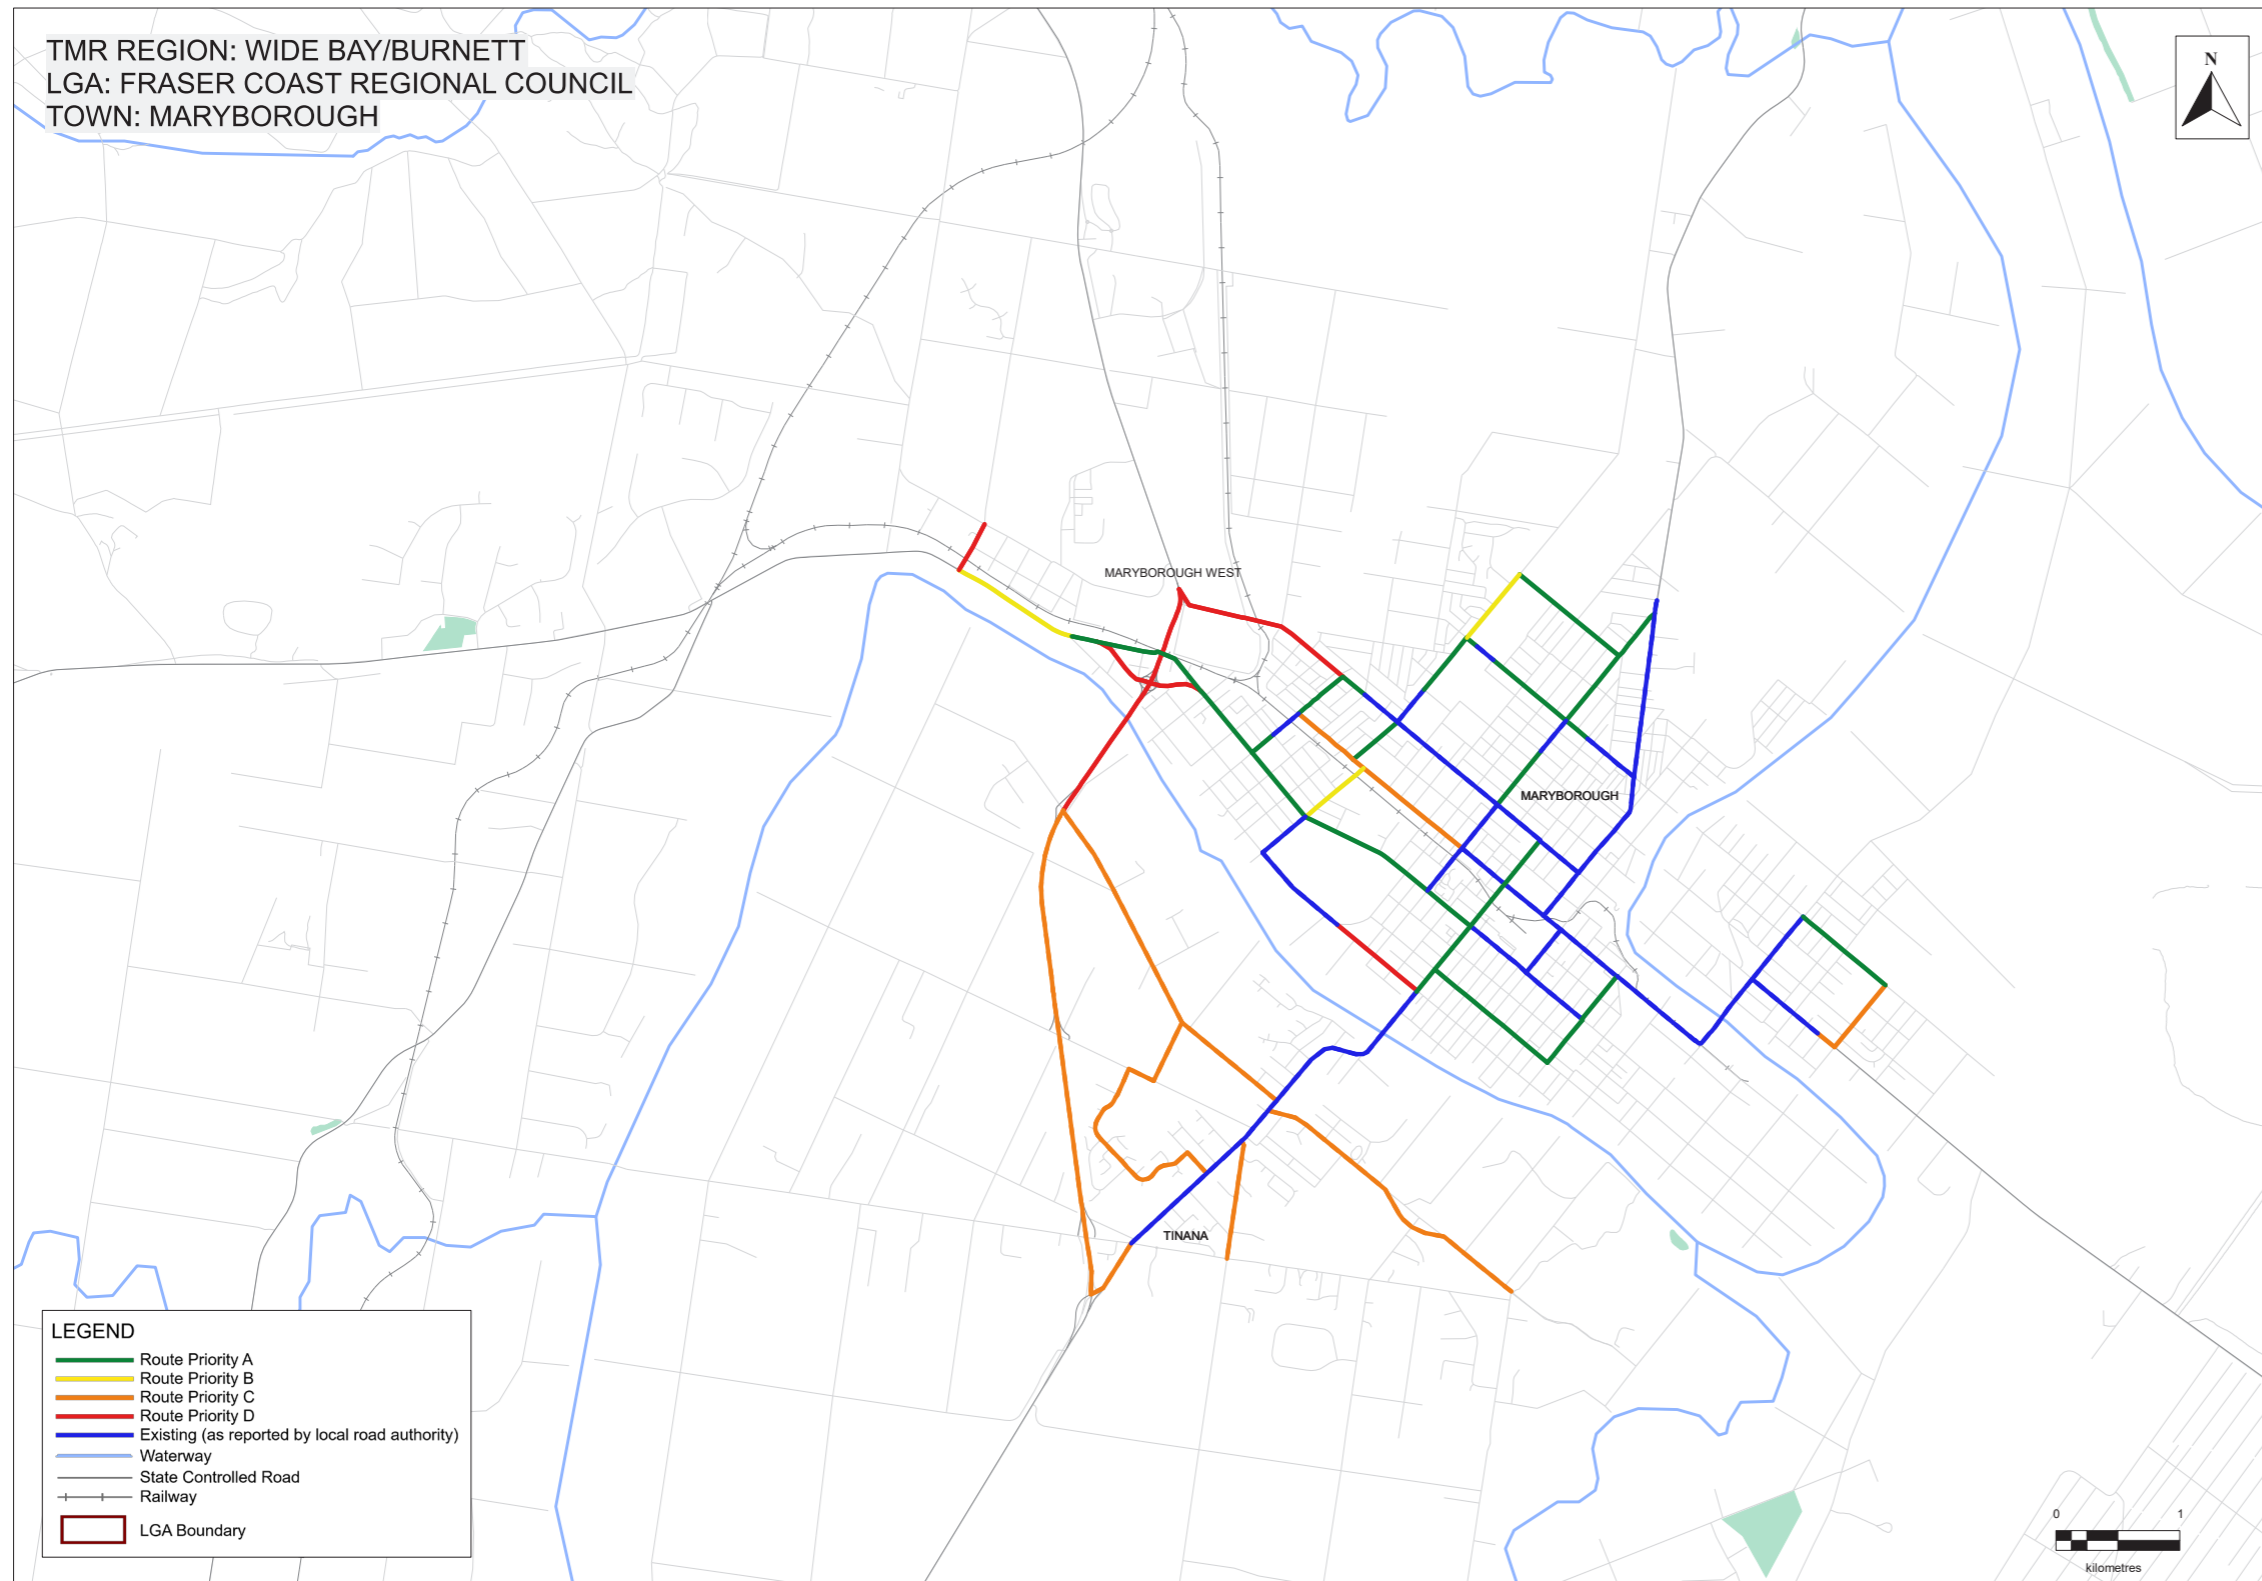 TMR REGION: WIDE BAY/BURNETT
LGA: FRASER COAST REGIONAL COUNCIL
TOWN: MARYBOROUGH
N
MARYBOROUGH WEST
MARYBOROUGH
TINANA
LEGEND
Route Priority A
Route Priority B
Route Priority C
Route Priority D
Existing (as reported by local road authority)
Waterway
State Controlled Road
Railway
LGA Boundary
0 1
kilometres